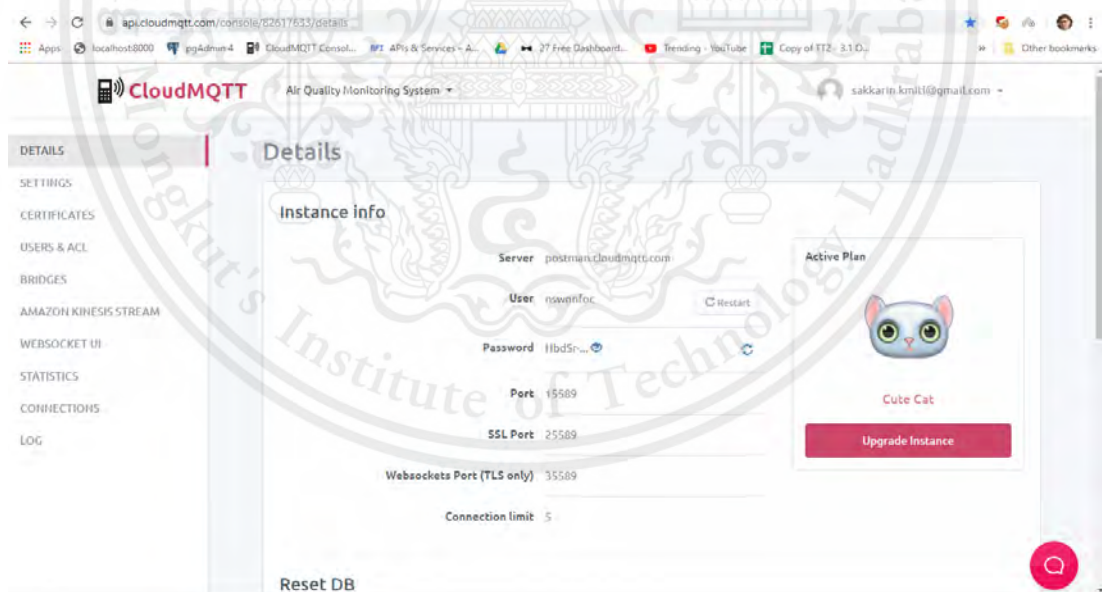 api.cloudmqtt.com/console/82617633/details
Apps localhost:8000 pgAdmin 4 CloudMQTT Consol... APIs & Services - A... 27 Free Dashboard... Trending - YouTube Copy of TTZ - 3.1 D... » Other bookmarks
CloudMQTT Air Quality Monitoring System sakkarin.kmitl@gmail.com
DETAILS
SETTINGS
CERTIFICATES
USERS & ACL
BRIDGES
AMAZON KINESIS STREAM
WEBSOCKET UI
STATISTICS
CONNECTIONS
LOG
Details
Instance info
Server postman.cloudmqtt.com
User Restart
Password HbdSr-...
Port 15589
SSL Port 25589
Websockets Port (TLS only) 35589
Connection limit 5
Active Plan
Cute Cat
Upgrade Instance
Reset DB
Mongkut's Institute of Technology Ladkrabang